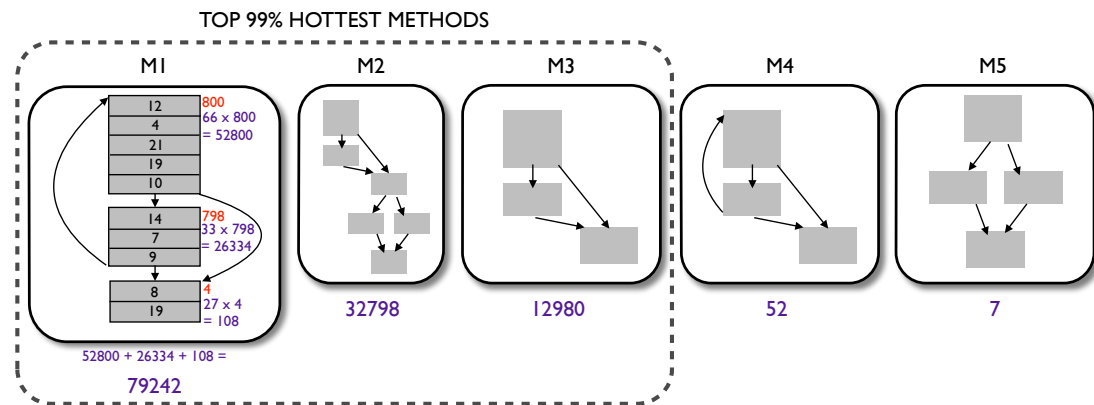 TOP 99% HOTTEST METHODS
M1
M2
M3
M4
M5
12
800
66 x 800
4
= 52800
21
19
10
14
798
33 x 798
7
= 26334
9
8
4
27 x 4
19
= 108
32798
12980
52
7
52800 + 26334 + 108 =
79242